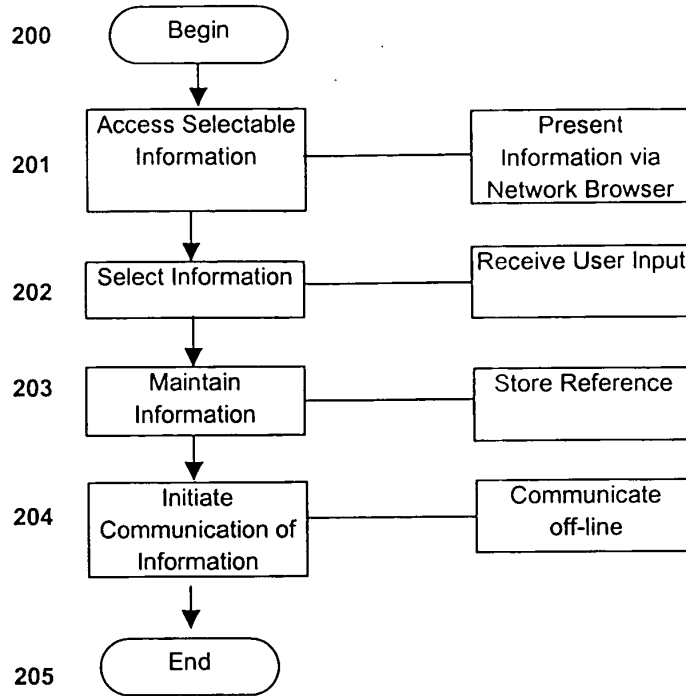 200
Begin
201
Access Selectable
Information
Present
Information via
Network Browser
202
Select Information
Receive User Input
203
Maintain
Information
Store Reference
204
Initiate
Communication of
Information
Communicate
off-line
End
205